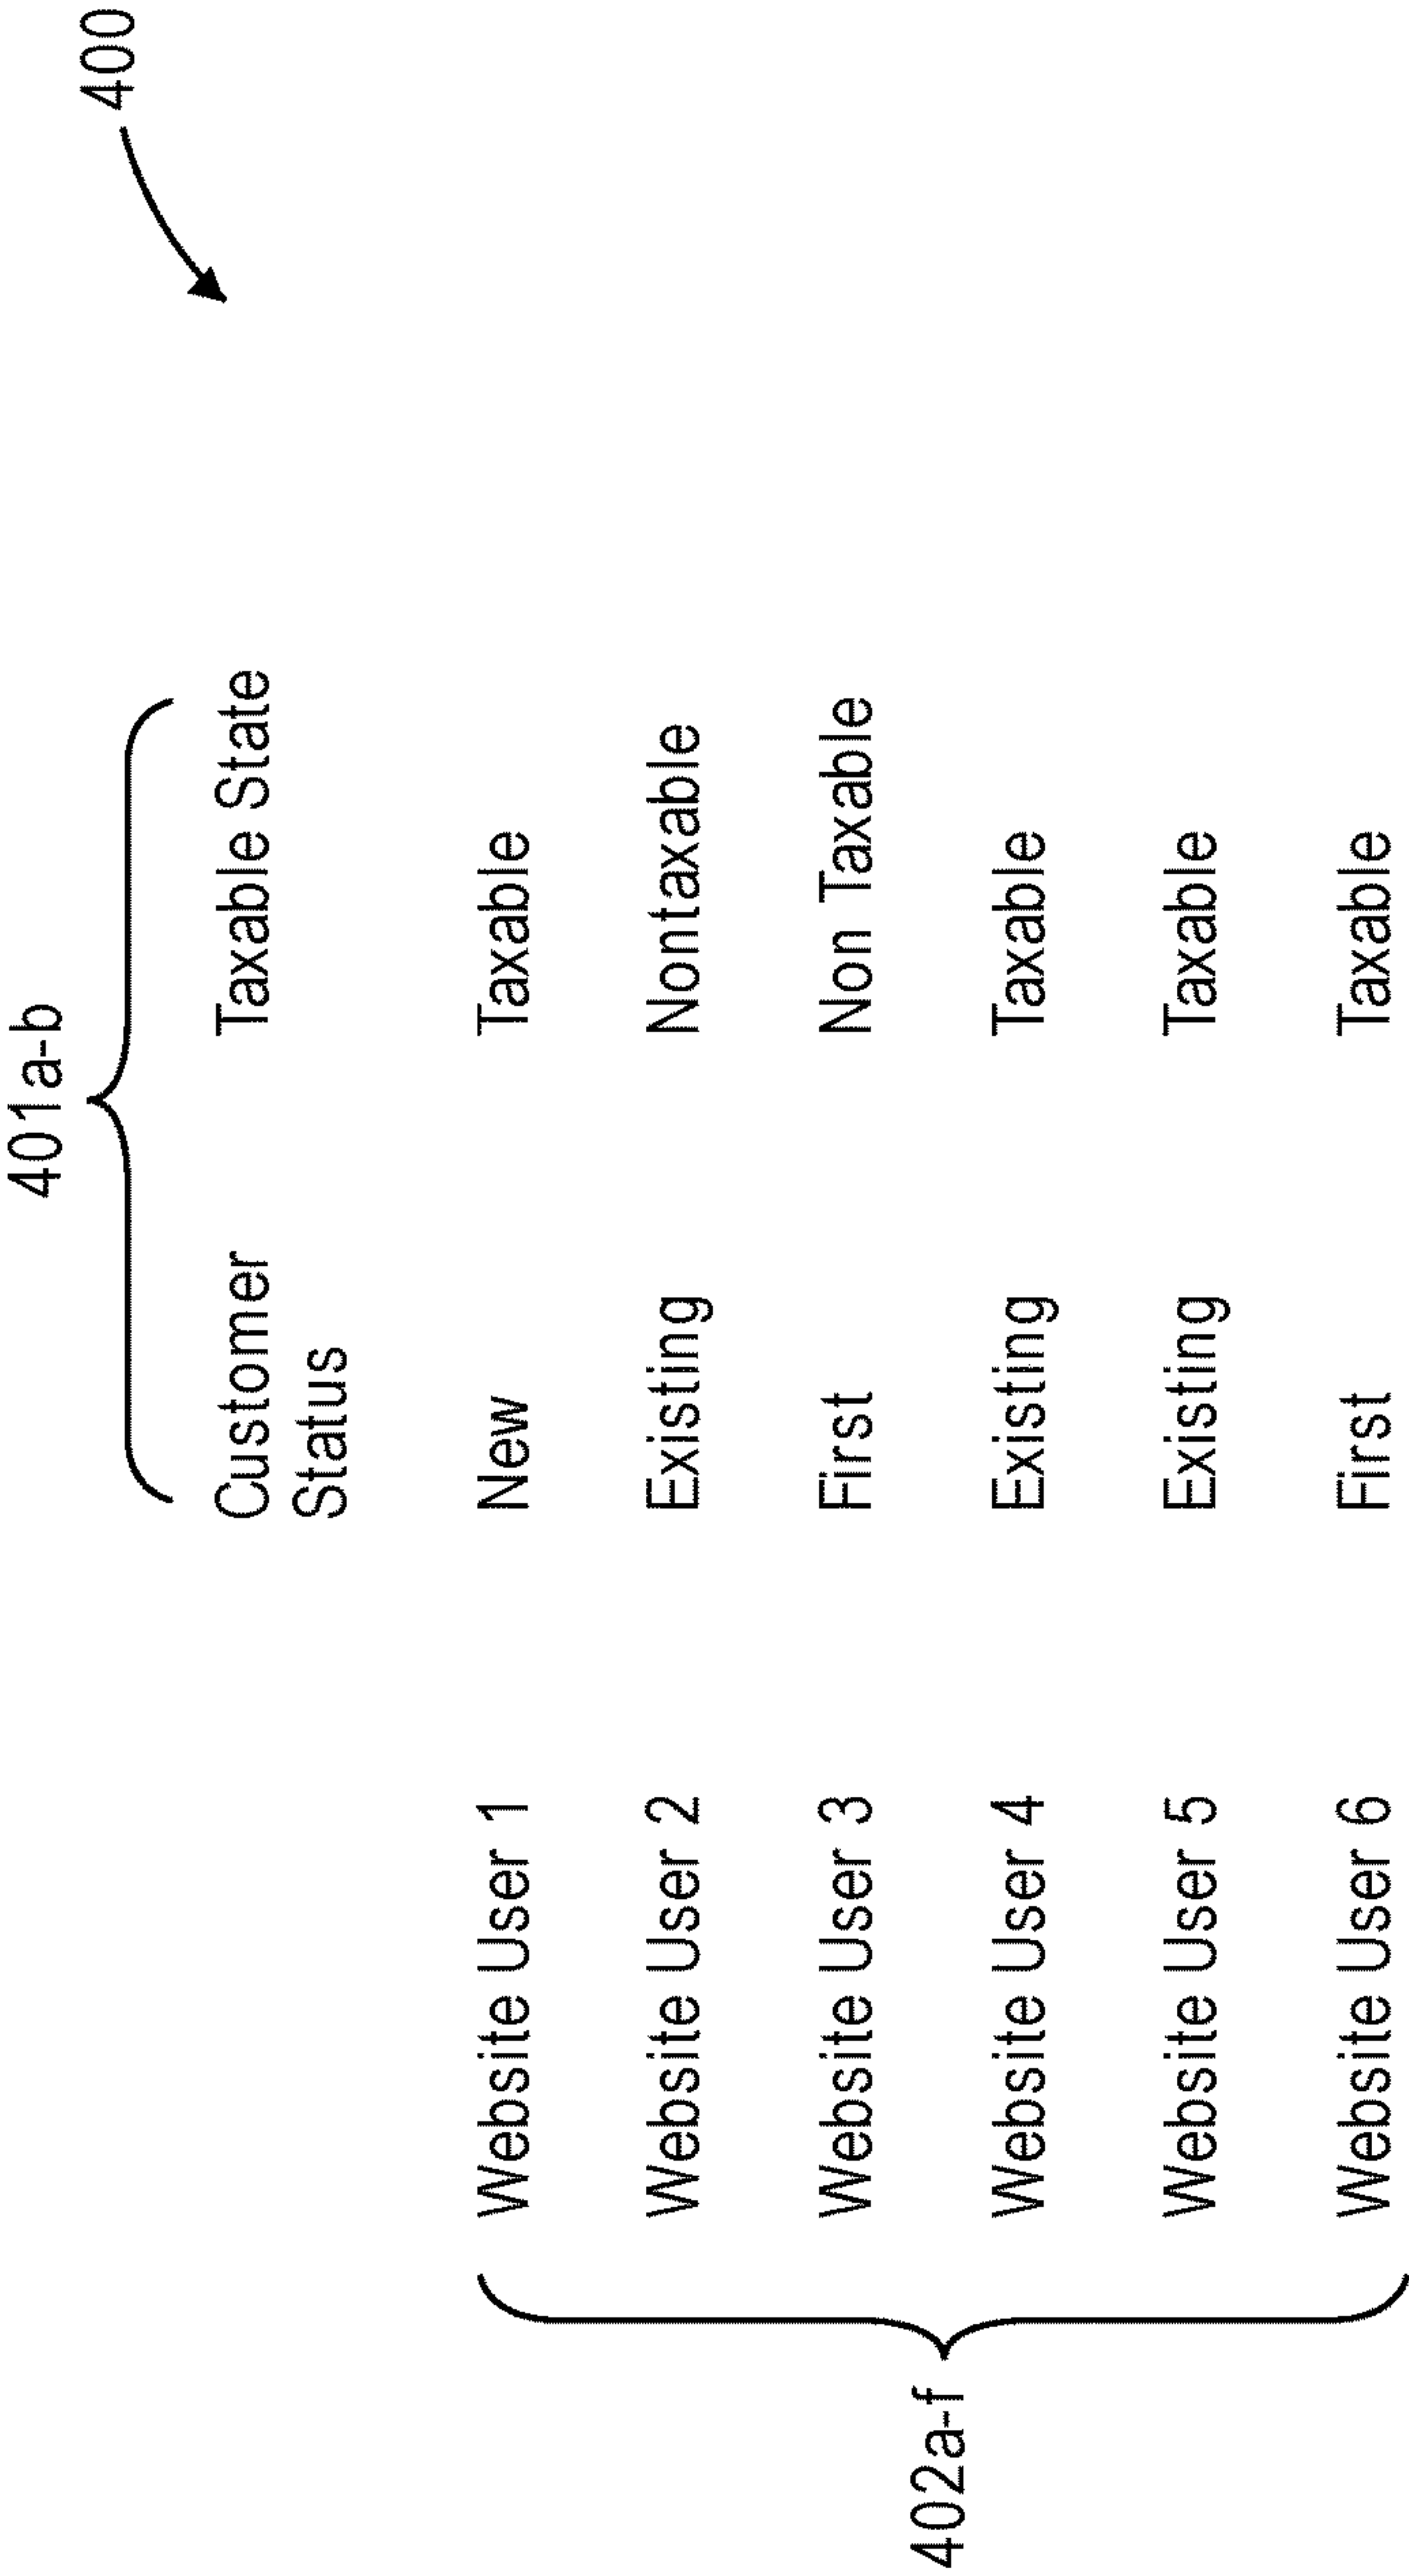 400
401a-b
Customer Status Taxable State
Website User 1 New Taxable
Website User 2 Existing Nontaxable
Website User 3 First Non Taxable
Website User 4 Existing Taxable
Website User 5 Existing Taxable
Website User 6 First Taxable
402a-f